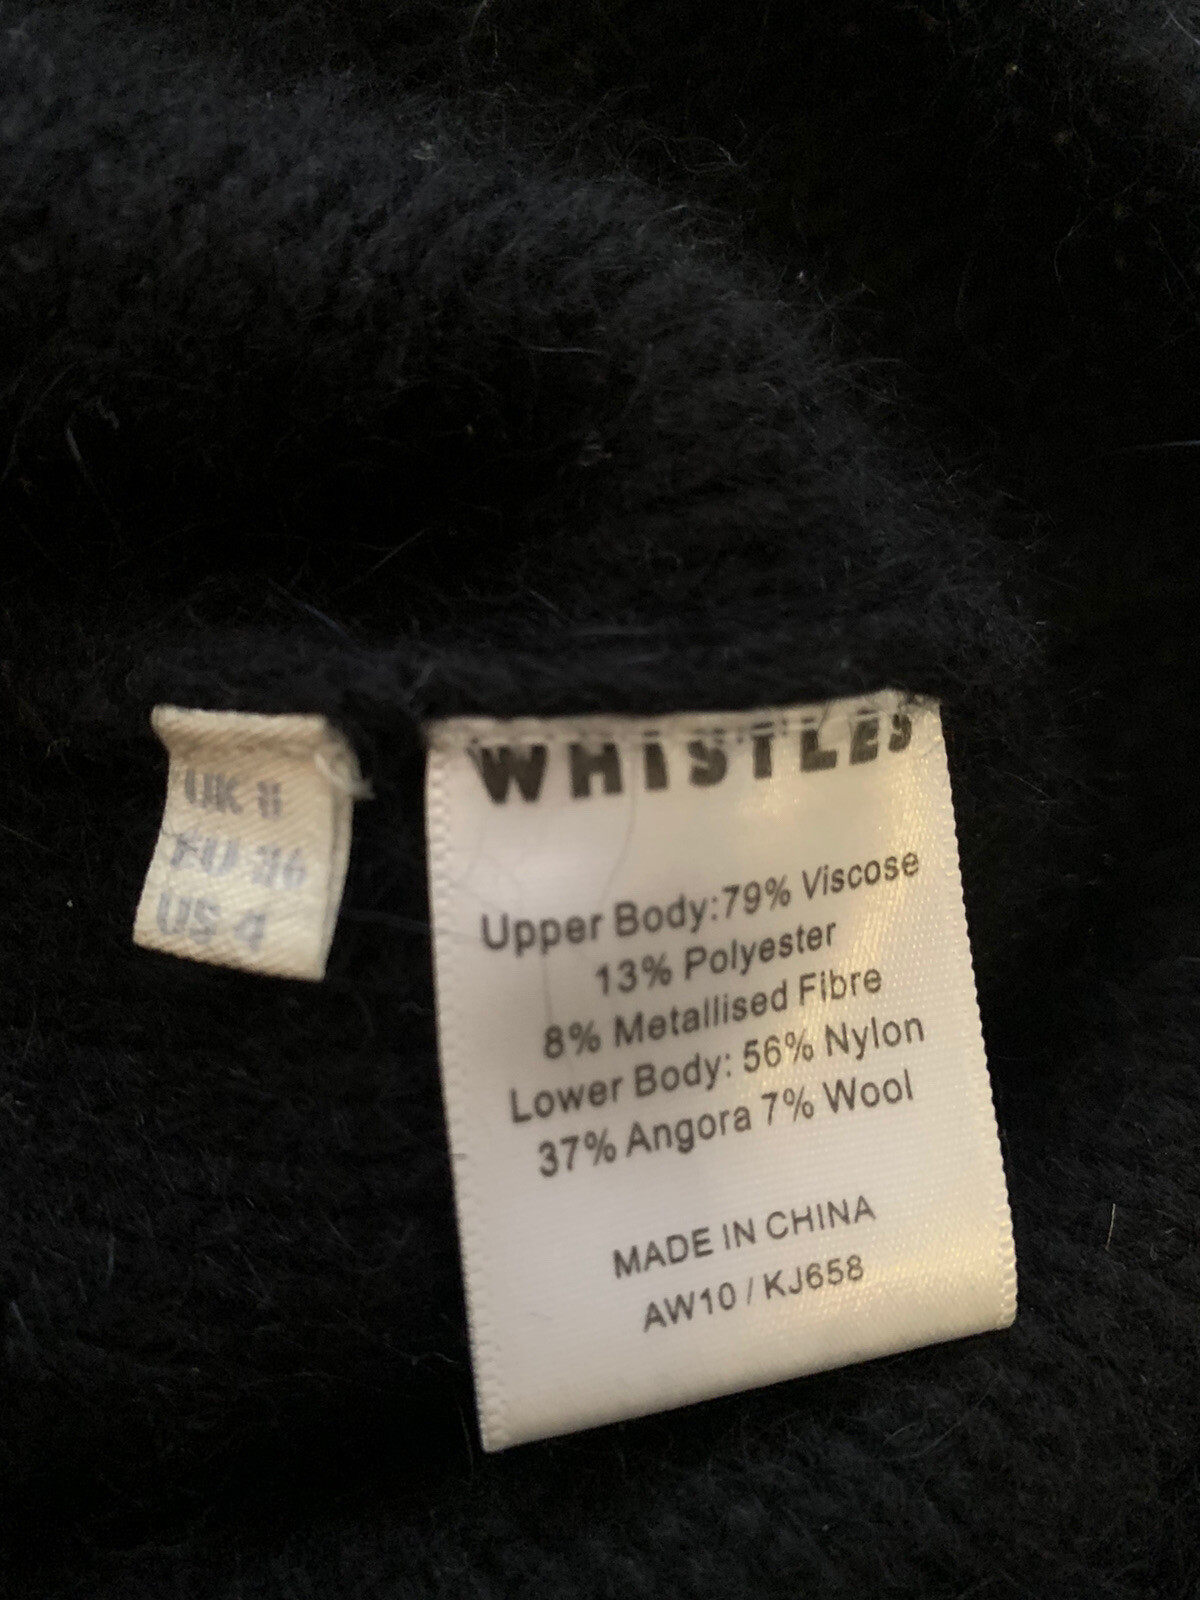 UK 8
EU 36
US 4
WHISTLES
Upper Body:79% Viscose
13% Polyester
8% Metallised Fibre
Lower Body: 56% Nylon
37% Angora 7% Wool
MADE IN CHINA
AW10 / KJ658